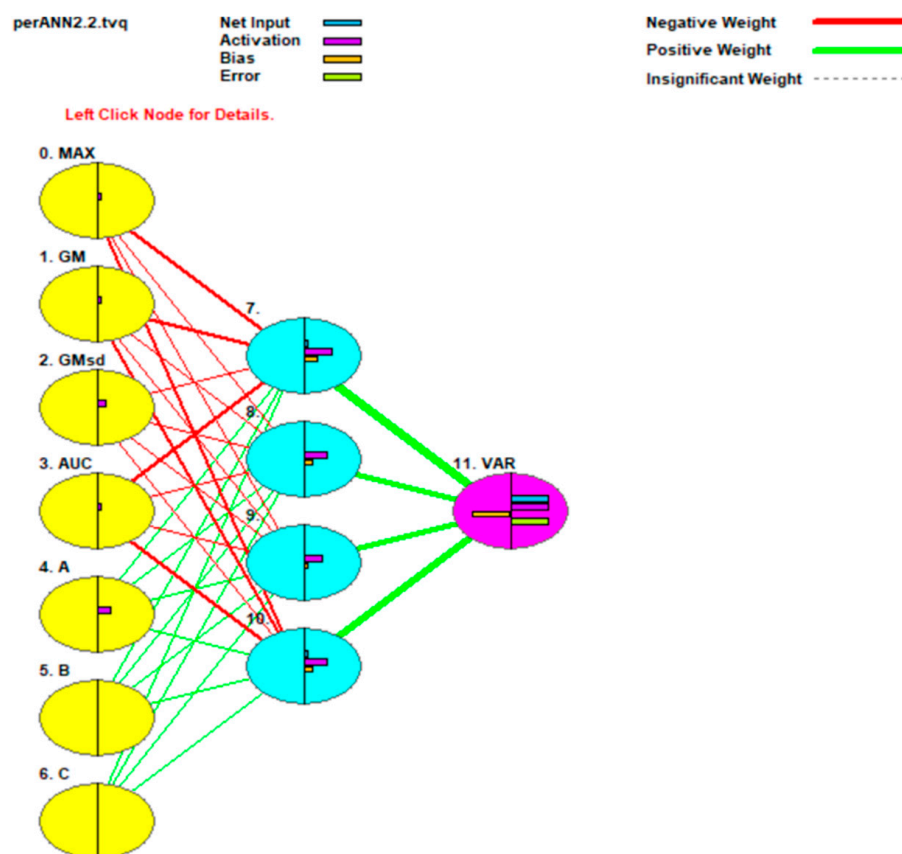 perANN2.2.tvq
Net Input
Activation
Bias
Error
Negative Weight
Positive Weight
Insignificant Weight
Left Click Node for Details.
0. MAX
1. GM
7.
2. GMsd
8.
3. AUC
11. VAR
9.
4. A
10.
5. B
6. C